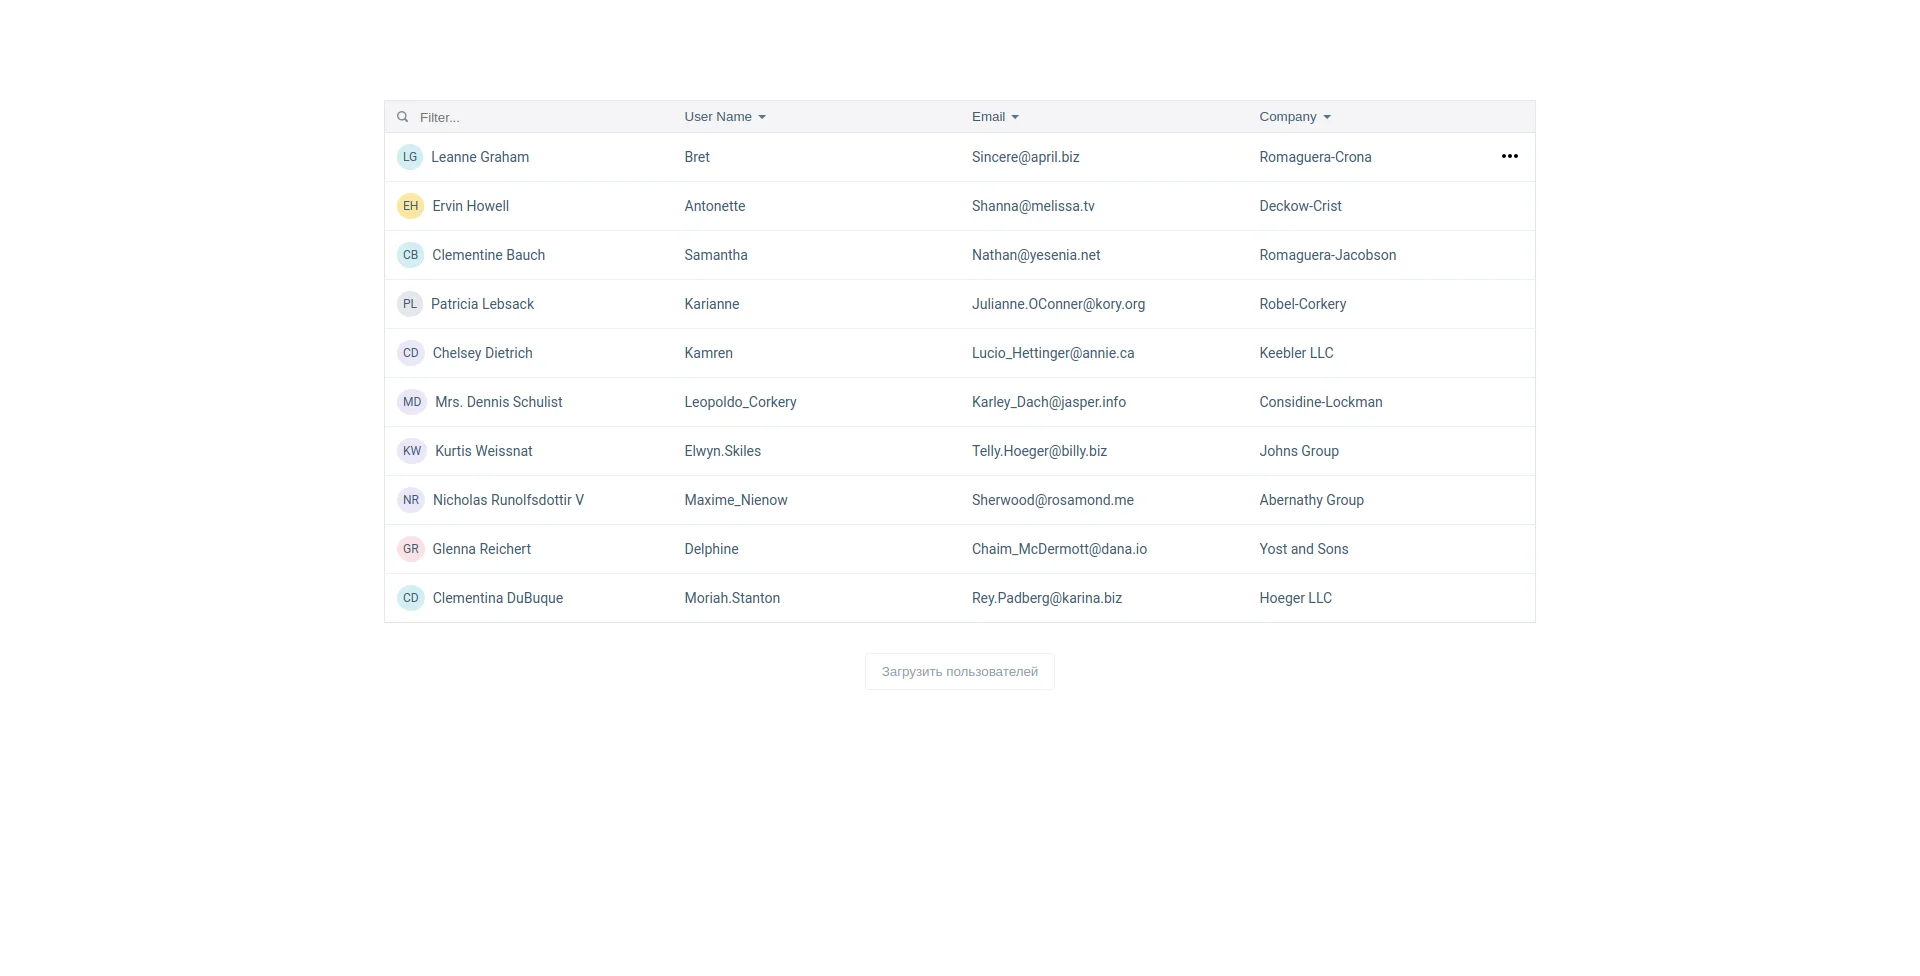 Filter... User Name Email Company
LG Leanne Graham Bret Sincere@april.biz Romaguera-Crona
EH Ervin Howell Antonette Shanna@melissa.tv Deckow-Crist
CB Clementine Bauch Samantha Nathan@yesenia.net Romaguera-Jacobson
PL Patricia Lebsack Karianne Julianne.OConner@kory.org Robel-Corkery
CD Chelsey Dietrich Kamren Lucio_Hettinger@annie.ca Keebler LLC
MD Mrs. Dennis Schulist Leopoldo_Corkery Karley_Dach@jasper.info Considine-Lockman
KW Kurtis Weissnat Elwyn.Skiles Telly.Hoeger@billy.biz Johns Group
NR Nicholas Runolfsdottir V Maxime_Nienow Sherwood@rosamond.me Abernathy Group
GR Glenna Reichert Delphine Chaim_McDermott@dana.io Yost and Sons
CD Clementina DuBuque Moriah.Stanton Rey.Padberg@karina.biz Hoeger LLC
Загрузить пользователей